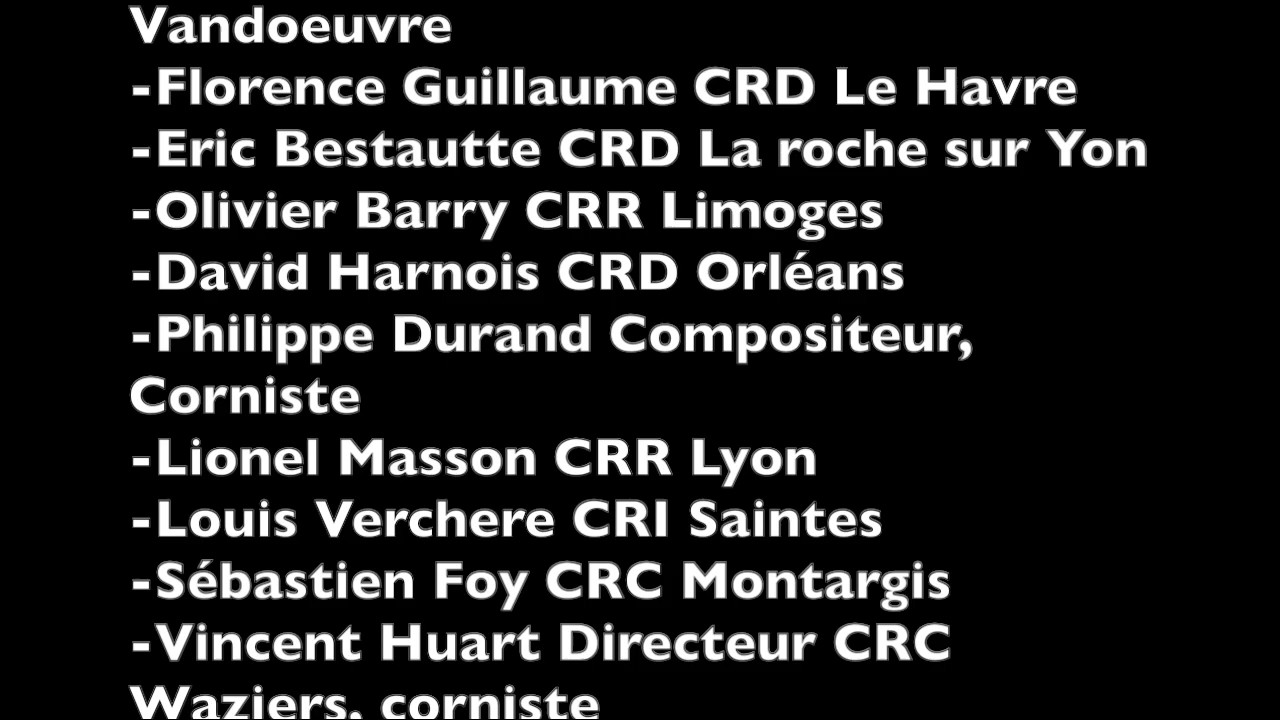 Vandoeuvre
-Florence Guillaume CRD Le Havre
-Eric Bestautte CRD La roche sur Yon
-Olivier Barry CRR Limoges
-David Harnois CRD Orléans
-Philippe Durand Compositeur,
Corniste
-Lionel Masson CRR Lyon
-Louis Verchere CRI Saintes
-Sébastien Foy CRC Montargis
-Vincent Huart Directeur CRC
Waziers, corniste